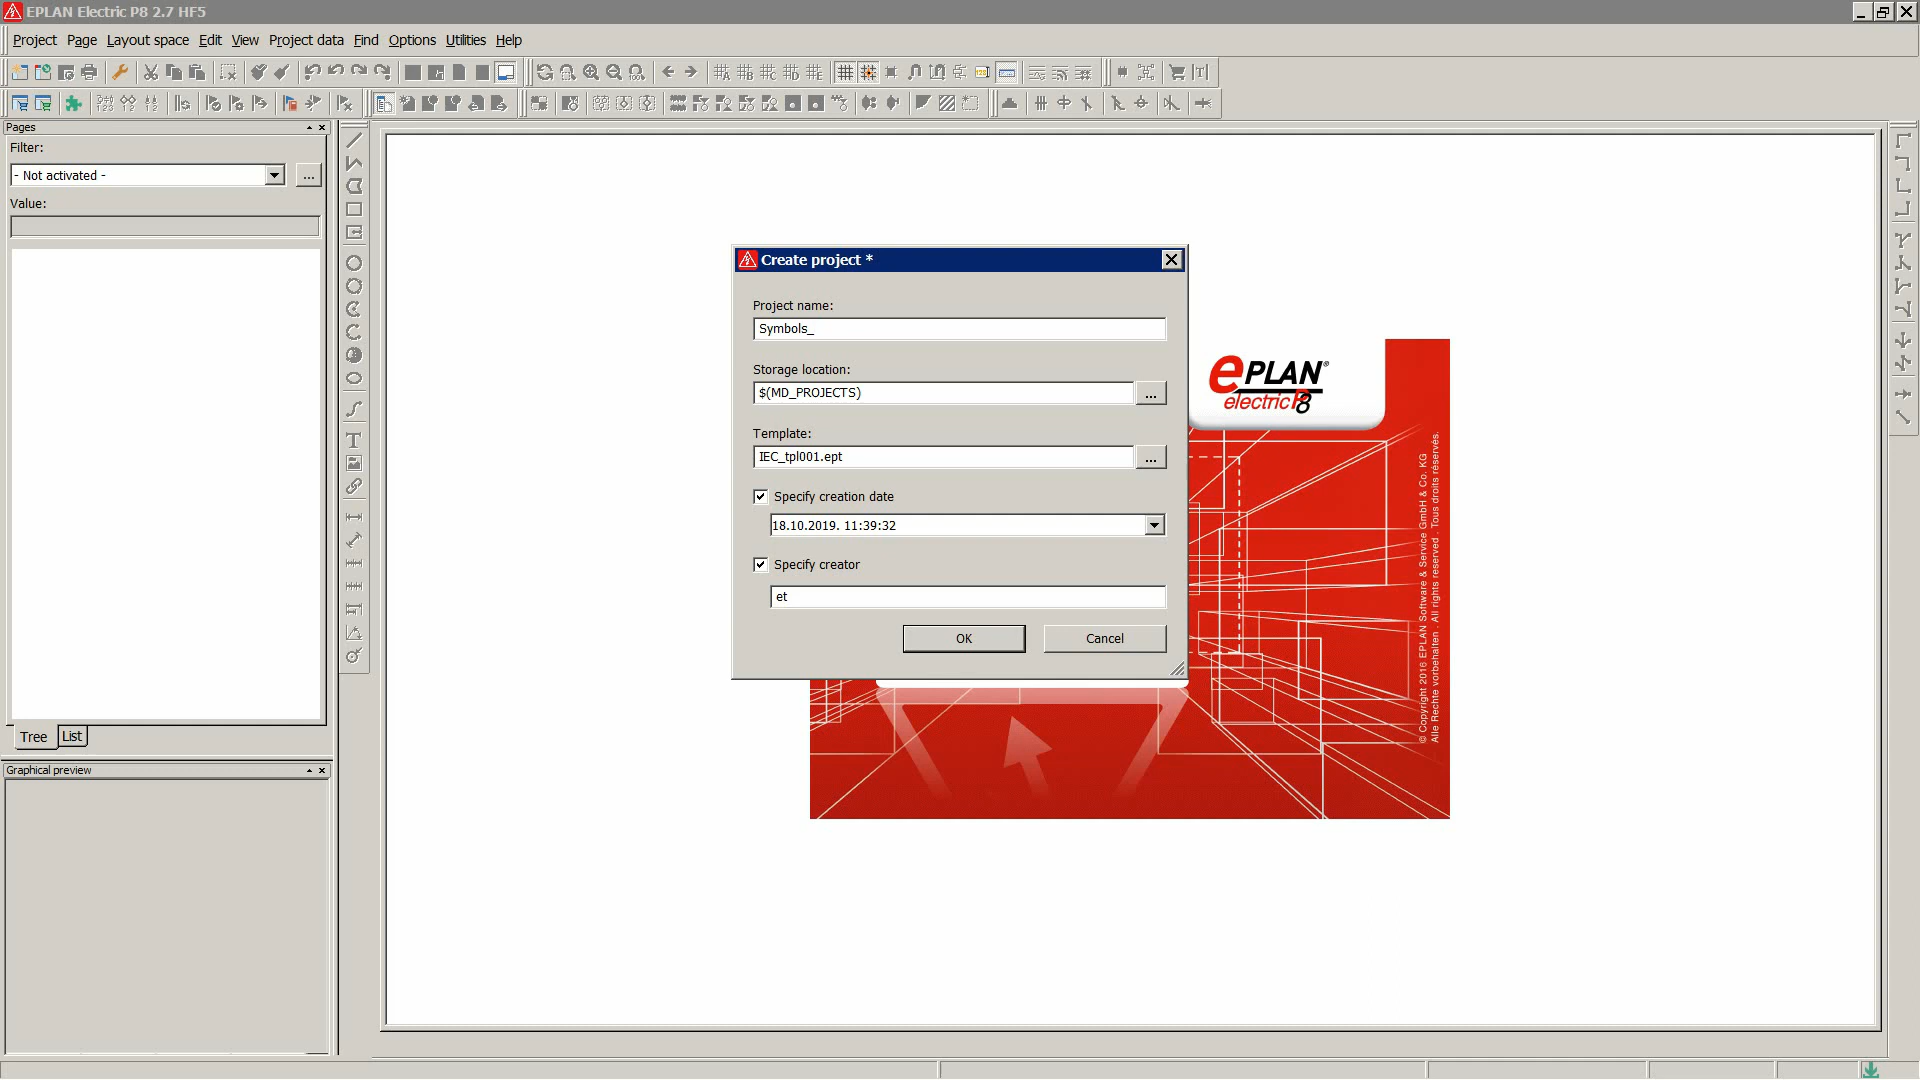 EPLAN Electric P8 2.7 HF5
Project Page Layout space Edit View Project data Find Options Utilities Help
Pages
Filter:
- Not activated -
...
Value:
Tree List
Graphical preview
Create project *
Project name:
Symbols_
Storage location:
$(MD_PROJECTS)
...
Template:
IEC_tpl001.ept
...
Specify creation date
18.10.2019. 11:39:32
Specify creator
et
OK Cancel
ePLAN®
electric P8
© Copyright 2016 EPLAN Software & Service GmbH & Co. KG
Alle Rechte vorbehalten . All rights reserved . Tous droits réservés.